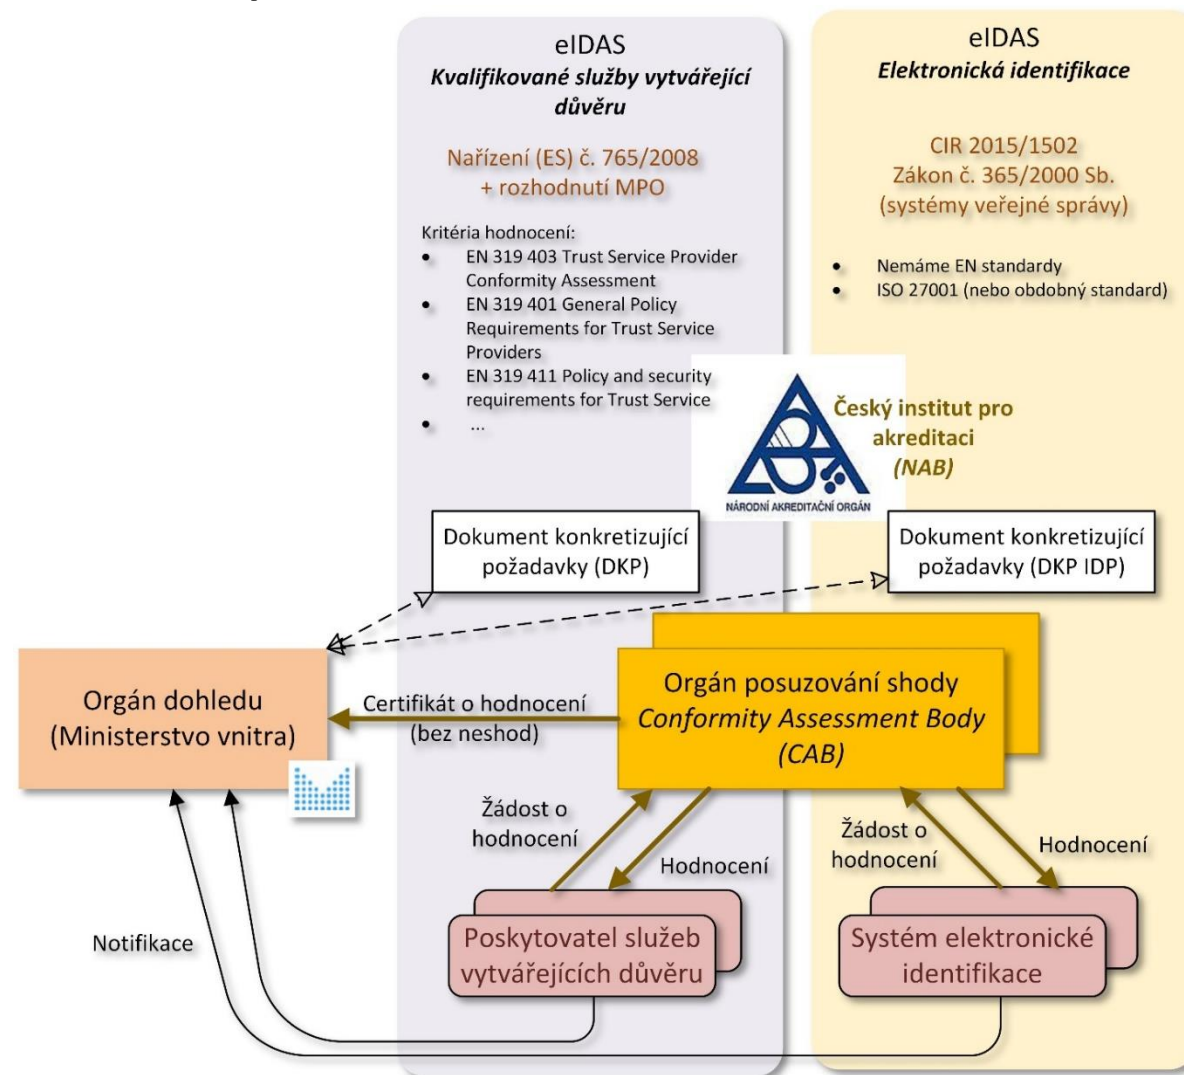 eIDAS
Kvalifikované služby vytvářející
důvěru
Nařízení (ES) č. 765/2008
+ rozhodnutí MPO
Kritéria hodnocení:
• EN 319 403 Trust Service Provider
Conformity Assessment
• EN 319 401 General Policy
Requirements for Trust Service
Providers
• EN 319 411 Policy and security
requirements for Trust Service
• ...
eIDAS
Elektronická identifikace
CIR 2015/1502
Zákon č. 365/2000 Sb.
(systémy veřejné správy)
• Nemáme EN standardy
• ISO 27001 (nebo obdobný standard)
NÁRODNÍ AKREDITAČNÍ ORGÁN
Český institut pro
akreditaci
(NAB)
Dokument konkretizující
požadavky (DKP)
Dokument konkretizující
požadavky (DKP IDP)
Orgán dohledu
(Ministerstvo vnitra)
Certifikát o hodnocení
(bez neshod)
Orgán posuzování shody
Conformity Assessment Body
(CAB)
Žádost o
hodnocení
Hodnocení
Žádost o
hodnocení
Hodnocení
Notifikace
Poskytovatel služeb
vytvářejících důvěru
Systém elektronické
identifikace